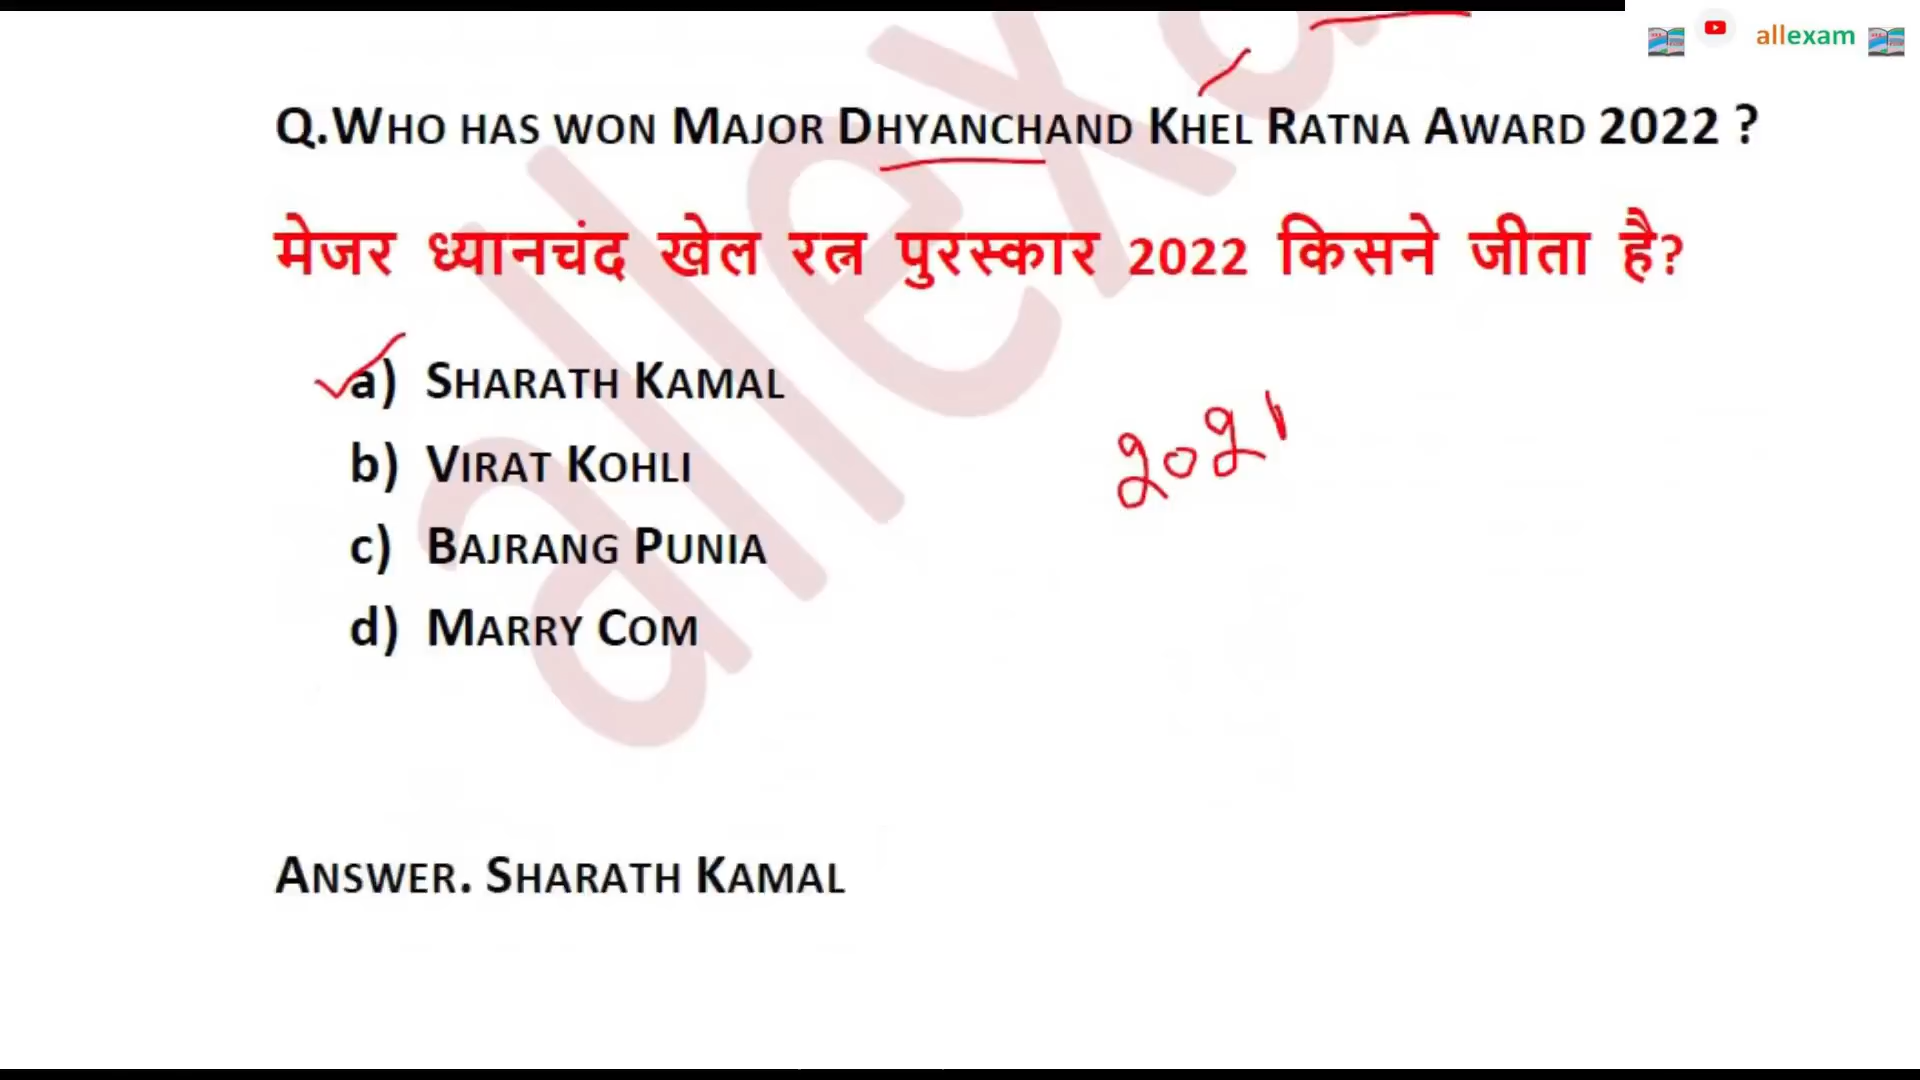 allexam
Q.WHO HAS WON MAJOR DHYANCHAND KHEL RATNA AWARD 2022 ?
मेजर ध्यानचंद खेल रत्न पुरस्कार 2022 किसने जीता है?
a) SHARATH KAMAL
b) VIRAT KOHLI
c) BAJRANG PUNIA
d) MARRY COM
2021
ANSWER. SHARATH KAMAL